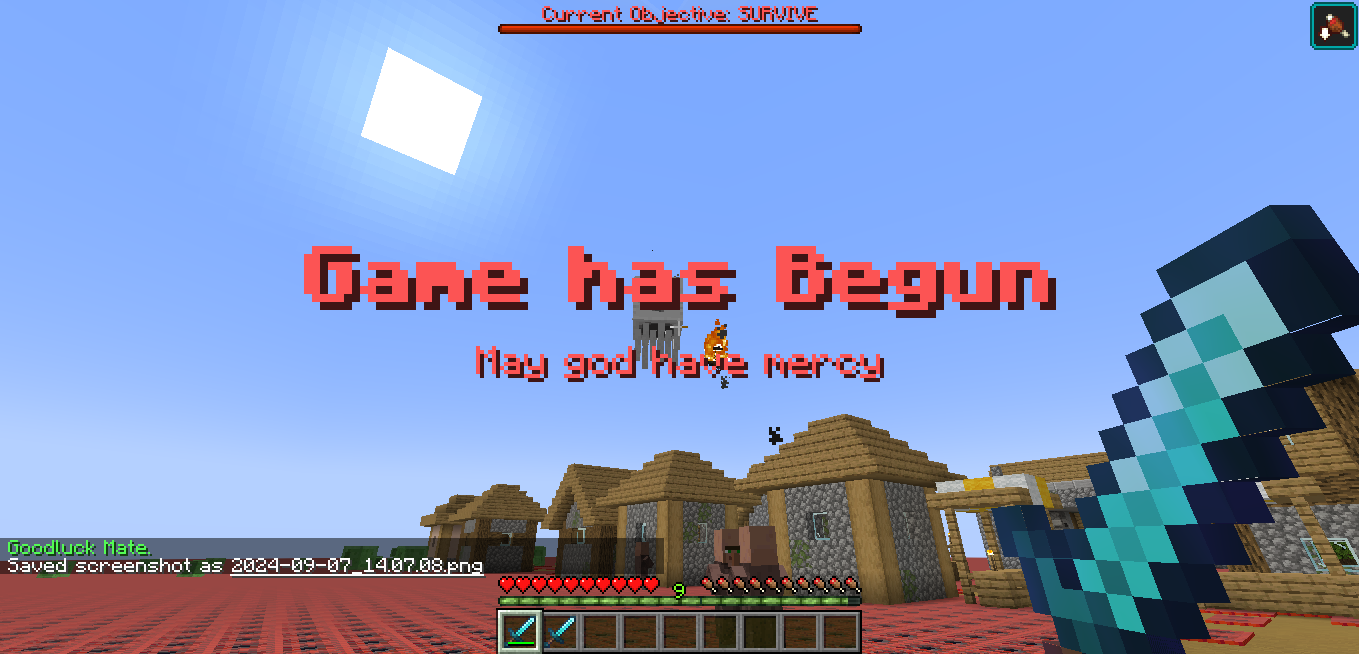 Current Objective: SURVIVE
Game has Begun
May god have mercy
Goodluck Mate.
Saved screenshot as 2024-09-07_14.07.08.png
9